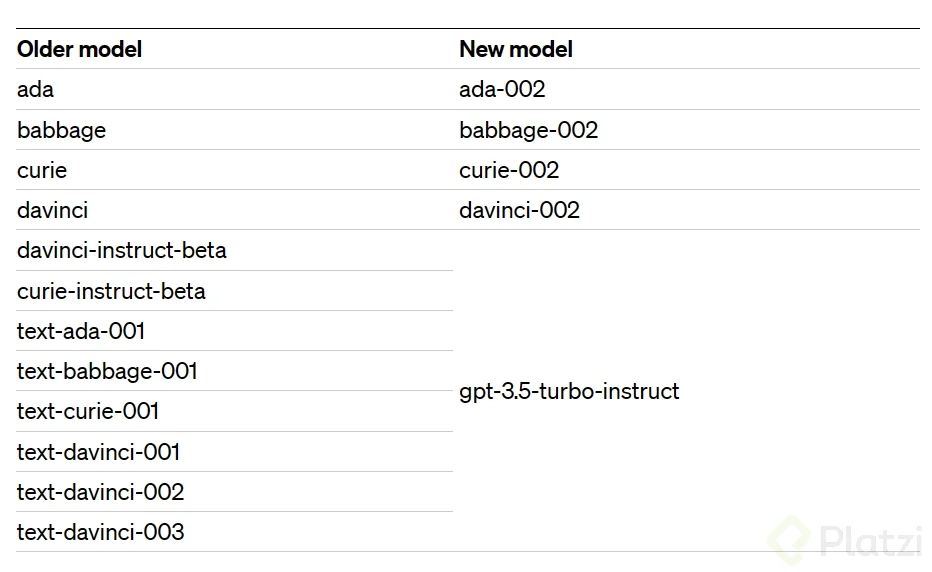 Older model New model
ada ada-002
babbage babbage-002
curie curie-002
davinci davinci-002
davinci-instruct-beta
curie-instruct-beta
text-ada-001
text-babbage-001
gpt-3.5-turbo-instruct
text-curie-001
text-davinci-001
text-davinci-002
text-davinci-003
Platzi